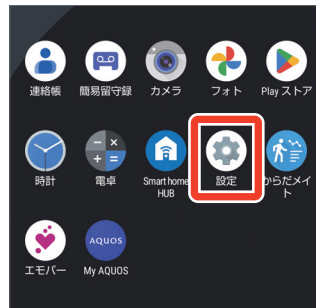 連絡帳
簡易留守録
カメラ
フォト
Play ストア
時計
電卓
Smart home
HUB
設定
からだメイ
ト
AQUOS
エモパー
My AQUOS